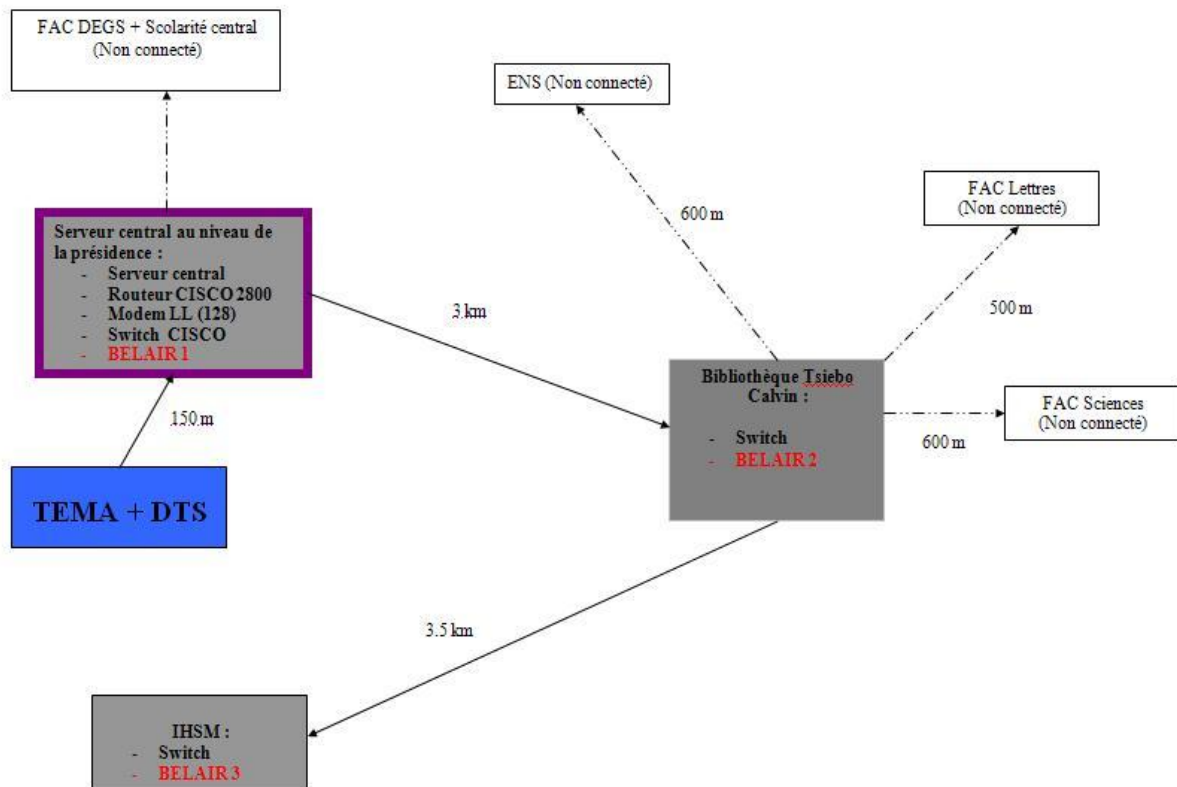 FAC DEGS + Scolarité central
(Non connecté)
ENS (Non connecté)
600 m
FAC Lettres
(Non connecté)
500 m
Serveur central au niveau de
la présidence :
- Serveur central
- Routeur CISCO 2800
- Modem LL (128)
- Switch CISCO
- BELAIR 1
3 km
150 m
TEMA + DTS
Bibliothèque Tsiebo
Calvin :
- Switch
- BELAIR 2
FAC Sciences
(Non connecté)
600 m
3.5 km
IHSM :
- Switch
- BELAIR 3